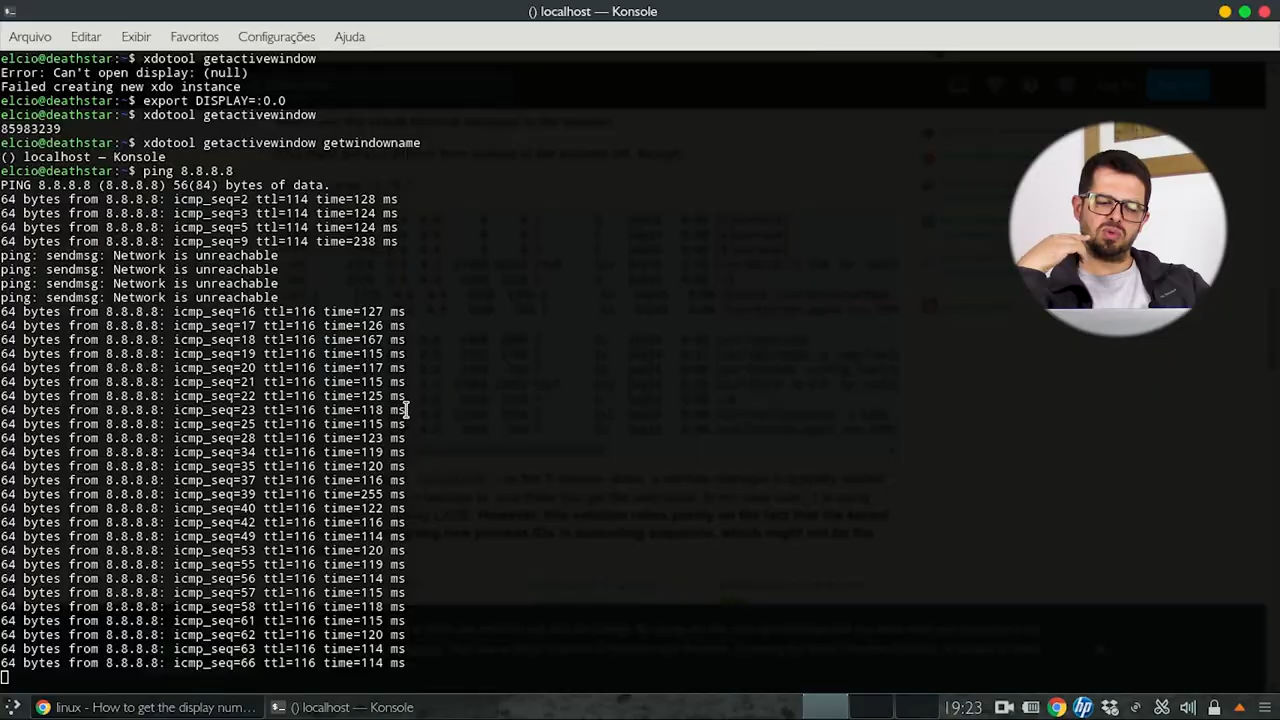 () localhost — Konsole
Arquivo Editar Exibir Favoritos Configurações Ajuda
elcio@deathstar:~$ xdotool getactivewindow
Error: Can't open display: (null)
Failed creating new xdo instance
elcio@deathstar:~$ export DISPLAY=:0.0
elcio@deathstar:~$ xdotool getactivewindow
85983239
elcio@deathstar:~$ xdotool getactivewindow getwindowname
() localhost — Konsole
elcio@deathstar:~$ ping 8.8.8.8
PING 8.8.8.8 (8.8.8.8) 56(84) bytes of data.
64 bytes from 8.8.8.8: icmp_seq=2 ttl=114 time=128 ms
64 bytes from 8.8.8.8: icmp_seq=3 ttl=114 time=124 ms
64 bytes from 8.8.8.8: icmp_seq=5 ttl=114 time=124 ms
64 bytes from 8.8.8.8: icmp_seq=9 ttl=114 time=238 ms
ping: sendmsg: Network is unreachable
ping: sendmsg: Network is unreachable
ping: sendmsg: Network is unreachable
ping: sendmsg: Network is unreachable
64 bytes from 8.8.8.8: icmp_seq=16 ttl=116 time=127 ms
64 bytes from 8.8.8.8: icmp_seq=17 ttl=116 time=126 ms
64 bytes from 8.8.8.8: icmp_seq=18 ttl=116 time=167 ms
64 bytes from 8.8.8.8: icmp_seq=19 ttl=116 time=115 ms
64 bytes from 8.8.8.8: icmp_seq=20 ttl=116 time=117 ms
64 bytes from 8.8.8.8: icmp_seq=21 ttl=116 time=115 ms
64 bytes from 8.8.8.8: icmp_seq=22 ttl=116 time=125 ms
64 bytes from 8.8.8.8: icmp_seq=23 ttl=116 time=118 ms
64 bytes from 8.8.8.8: icmp_seq=25 ttl=116 time=115 ms
64 bytes from 8.8.8.8: icmp_seq=28 ttl=116 time=123 ms
64 bytes from 8.8.8.8: icmp_seq=34 ttl=116 time=119 ms
64 bytes from 8.8.8.8: icmp_seq=35 ttl=116 time=120 ms
64 bytes from 8.8.8.8: icmp_seq=37 ttl=116 time=116 ms
64 bytes from 8.8.8.8: icmp_seq=39 ttl=116 time=255 ms
64 bytes from 8.8.8.8: icmp_seq=40 ttl=116 time=122 ms
64 bytes from 8.8.8.8: icmp_seq=42 ttl=116 time=116 ms
64 bytes from 8.8.8.8: icmp_seq=49 ttl=116 time=114 ms
64 bytes from 8.8.8.8: icmp_seq=53 ttl=116 time=120 ms
64 bytes from 8.8.8.8: icmp_seq=55 ttl=116 time=119 ms
64 bytes from 8.8.8.8: icmp_seq=56 ttl=116 time=114 ms
64 bytes from 8.8.8.8: icmp_seq=57 ttl=116 time=115 ms
64 bytes from 8.8.8.8: icmp_seq=58 ttl=116 time=118 ms
64 bytes from 8.8.8.8: icmp_seq=61 ttl=116 time=115 ms
64 bytes from 8.8.8.8: icmp_seq=62 ttl=116 time=120 ms
64 bytes from 8.8.8.8: icmp_seq=63 ttl=116 time=114 ms
64 bytes from 8.8.8.8: icmp_seq=66 ttl=116 time=114 ms
linux - How to get the display num... () localhost — Konsole 19:23